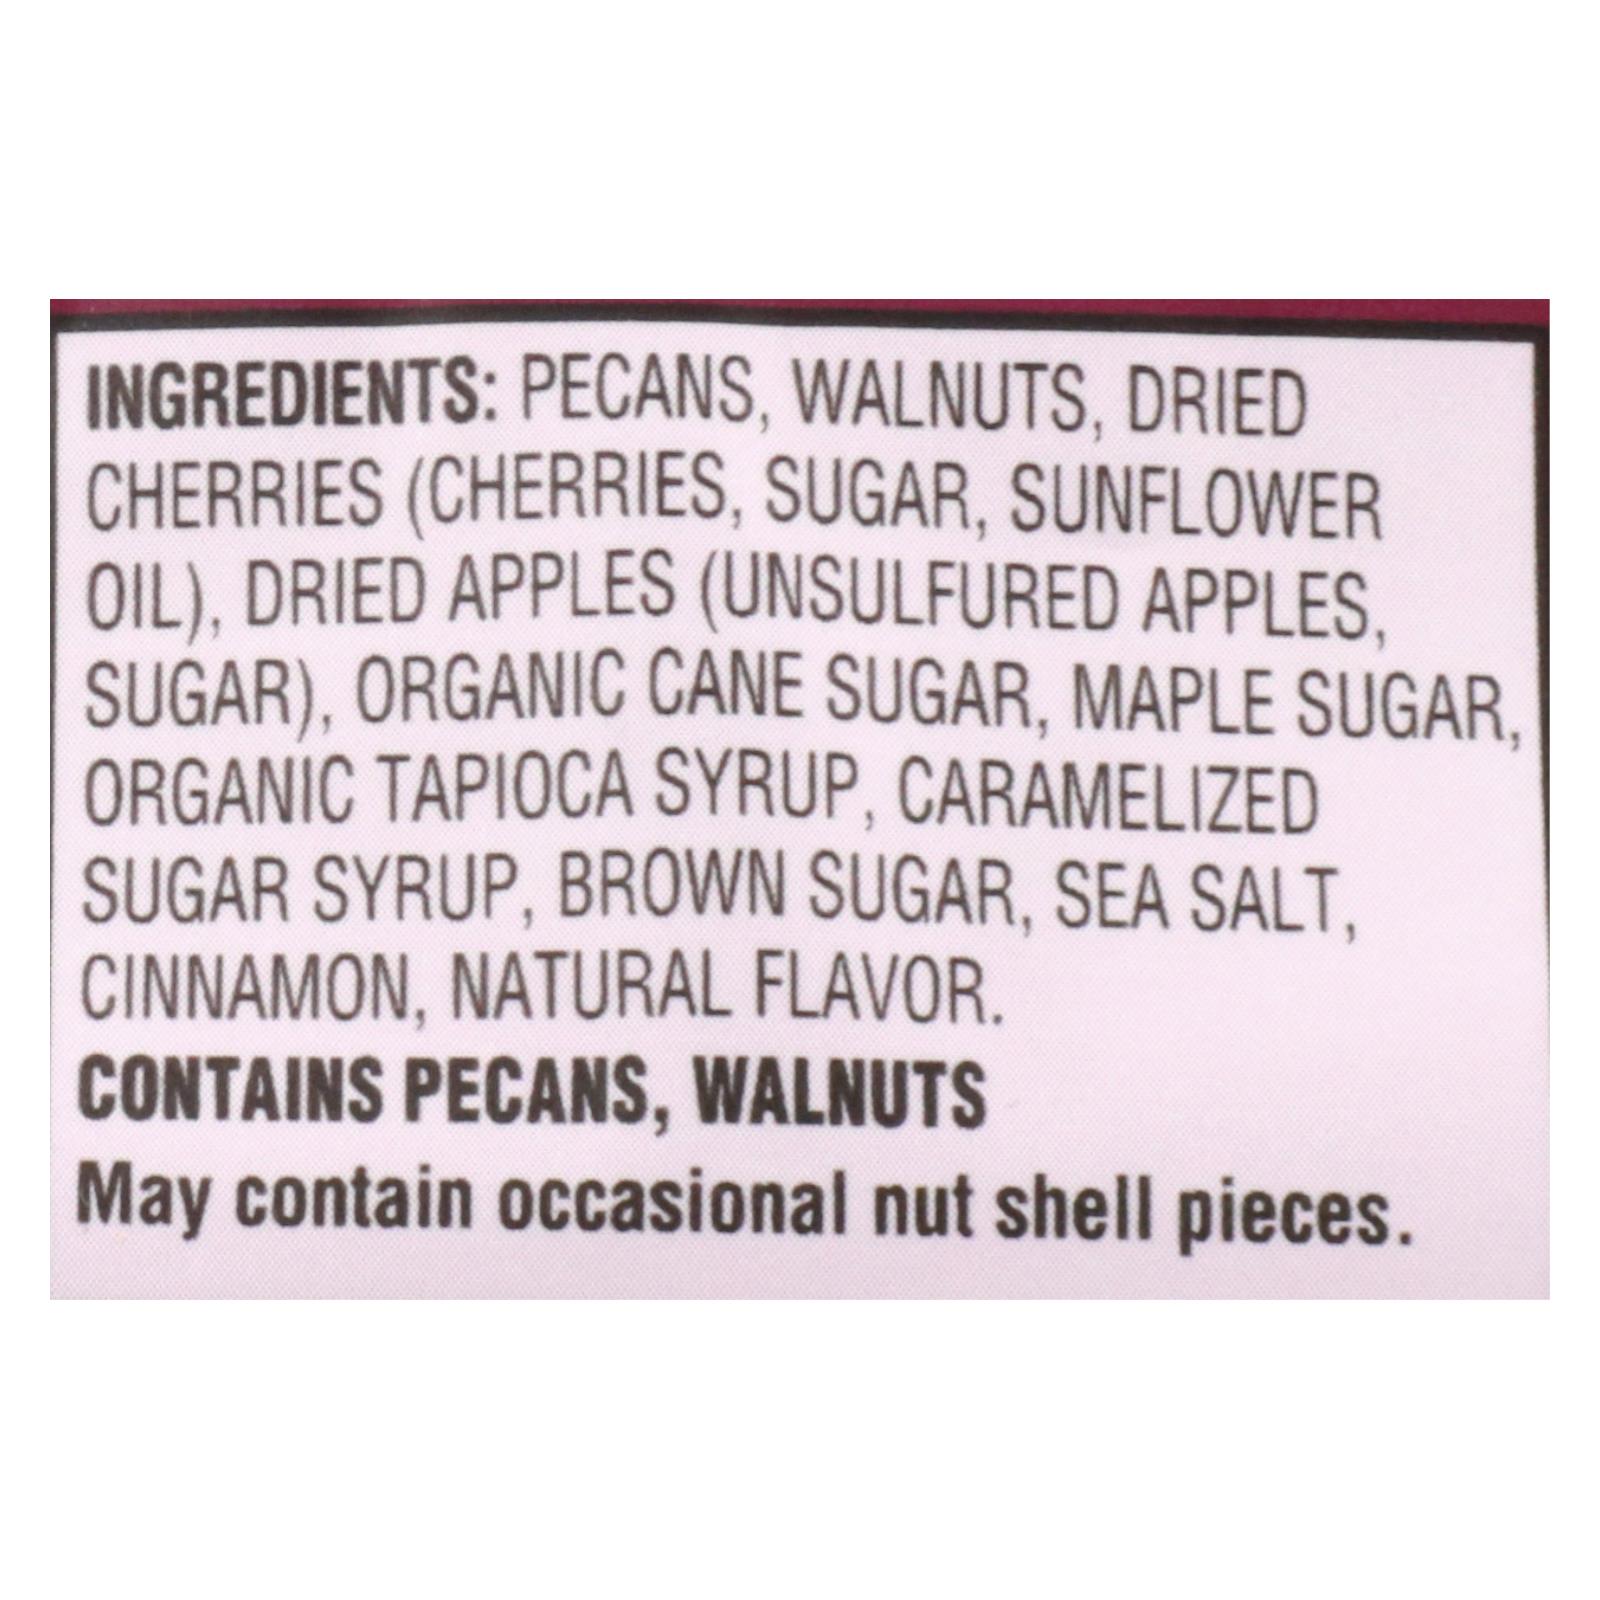 INGREDIENTS: PECANS, WALNUTS, DRIED
CHERRIES (CHERRIES, SUGAR, SUNFLOWER
OIL), DRIED APPLES (UNSULFURED APPLES,
SUGAR), ORGANIC CANE SUGAR, MAPLE SUGAR,
ORGANIC TAPIOCA SYRUP, CARAMELIZED
SUGAR SYRUP, BROWN SUGAR, SEA SALT,
CINNAMON, NATURAL FLAVOR.
CONTAINS PECANS, WALNUTS
May contain occasional nut shell pieces.